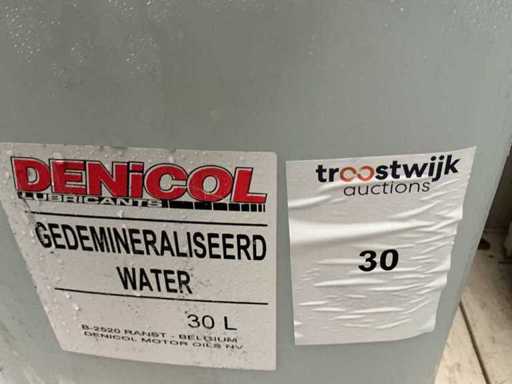 DENiCOL
LUBRICANTS
GEDEMINERALISEERD
WATER
30 L
B-2520 RANST - BELGIUM
DENICOL MOTOR OILS NV
troostwijk
auctions
30